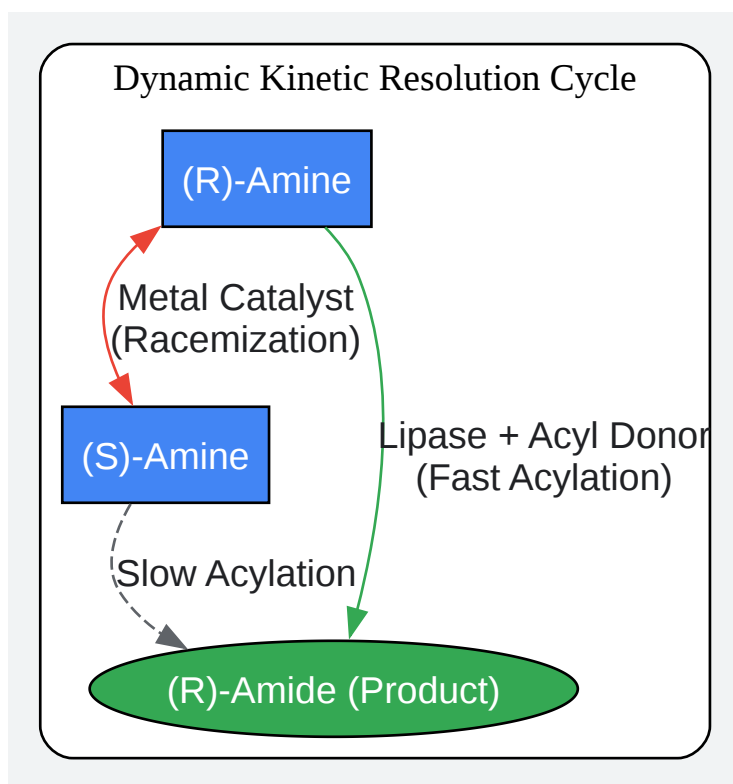 Dynamic Kinetic Resolution Cycle
(R)-Amine
Metal Catalyst
(Racemization)
Lipase + Acyl Donor
(Fast Acylation)
(S)-Amine
Slow Acylation
(R)-Amide (Product)